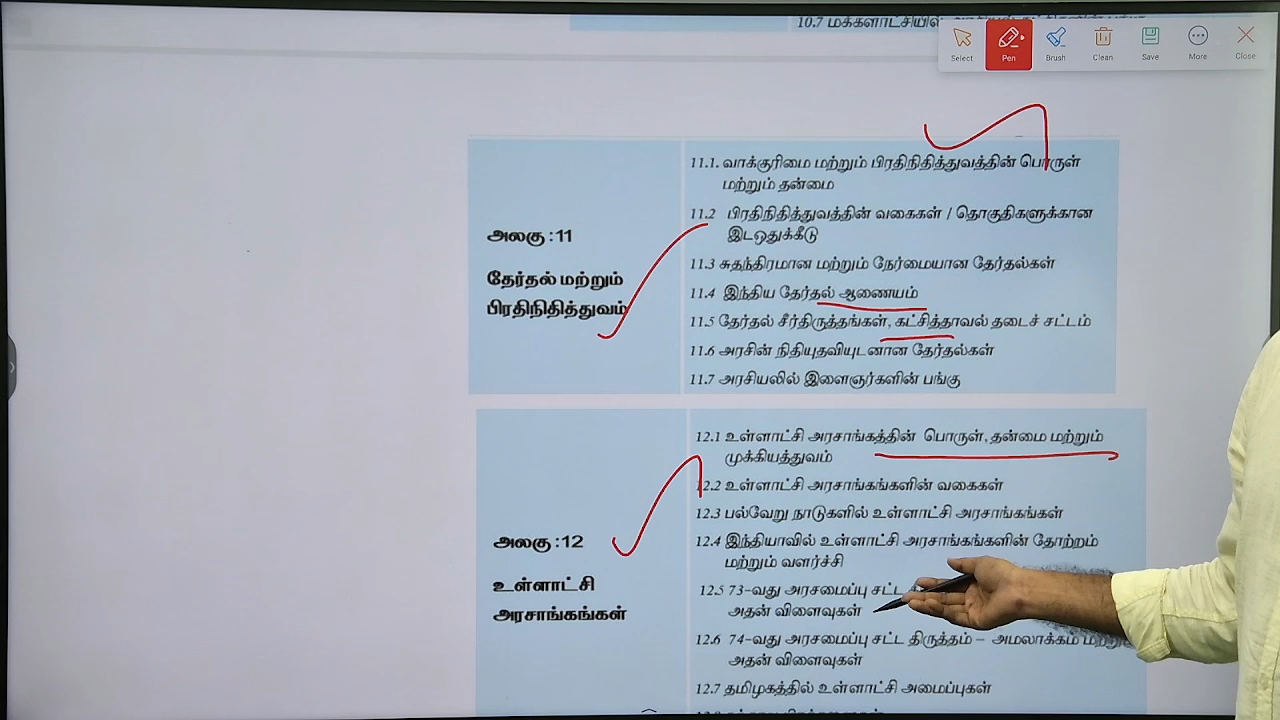 10.7 மக்களாட்சியில்
Select Pen Brush Clean Save More Close
11.1. வாக்குரிமை மற்றும் பிரதிநிதித்துவத்தின் பொருள்
மற்றும் தன்மை
11.2 பிரதிநிதித்துவத்தின் வகைகள் / தொகுதிகளுக்கான
இடஒதுக்கீடு
அலகு :11
11.3 சுதந்திரமான மற்றும் நேர்மையான தேர்தல்கள்
தேர்தல் மற்றும்
பிரதிநிதித்துவம்
11.4 இந்திய தேர்தல் ஆணையம்
11.5 தேர்தல் சீர்திருத்தங்கள், கட்சித்தாவல் தடைச் சட்டம்
11.6 அரசின் நிதியுதவியுடனான தேர்தல்கள்
11.7 அரசியலில் இளைஞர்களின் பங்கு
12.1 உள்ளாட்சி அரசாங்கத்தின் பொருள், தன்மை மற்றும்
முக்கியத்துவம்
12.2 உள்ளாட்சி அரசாங்கங்களின் வகைகள்
12.3 பல்வேறு நாடுகளில் உள்ளாட்சி அரசாங்கங்கள்
அலகு :12
12.4 இந்தியாவில் உள்ளாட்சி அரசாங்கங்களின் தோற்றம்
மற்றும் வளர்ச்சி
உள்ளாட்சி
அரசாங்கங்கள்
12.5 73-வது அரசமைப்பு சட்ட
அதன் விளைவுகள்
12.6 74-வது அரசமைப்பு சட்ட திருத்தம் – அமலாக்கம்
அதன் விளைவுகள்
12.7 தமிழகத்தில் உள்ளாட்சி அமைப்புகள்